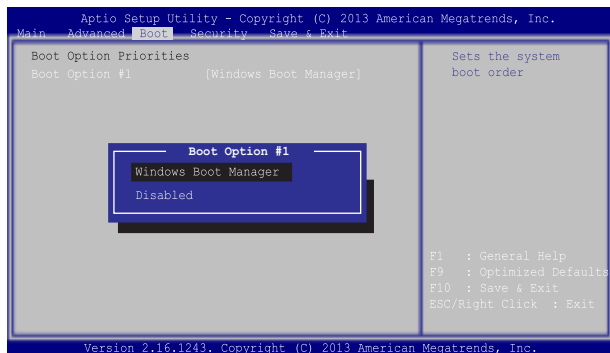 Aptio Setup Utility - Copyright (C) 2013 American Megatrends, Inc.
Main Advanced Boot Security Save & Exit
Boot Option Priorities
Boot Option #1 [Windows Boot Manager]
Sets the system
boot order
Boot Option #1
Windows Boot Manager
Disabled
F1 : General Help
F9 : Optimized Defaults
F10 : Save & Exit
ESC/Right Click : Exit
Version 2.16.1243. Copyright (C) 2013 American Megatrends, Inc.